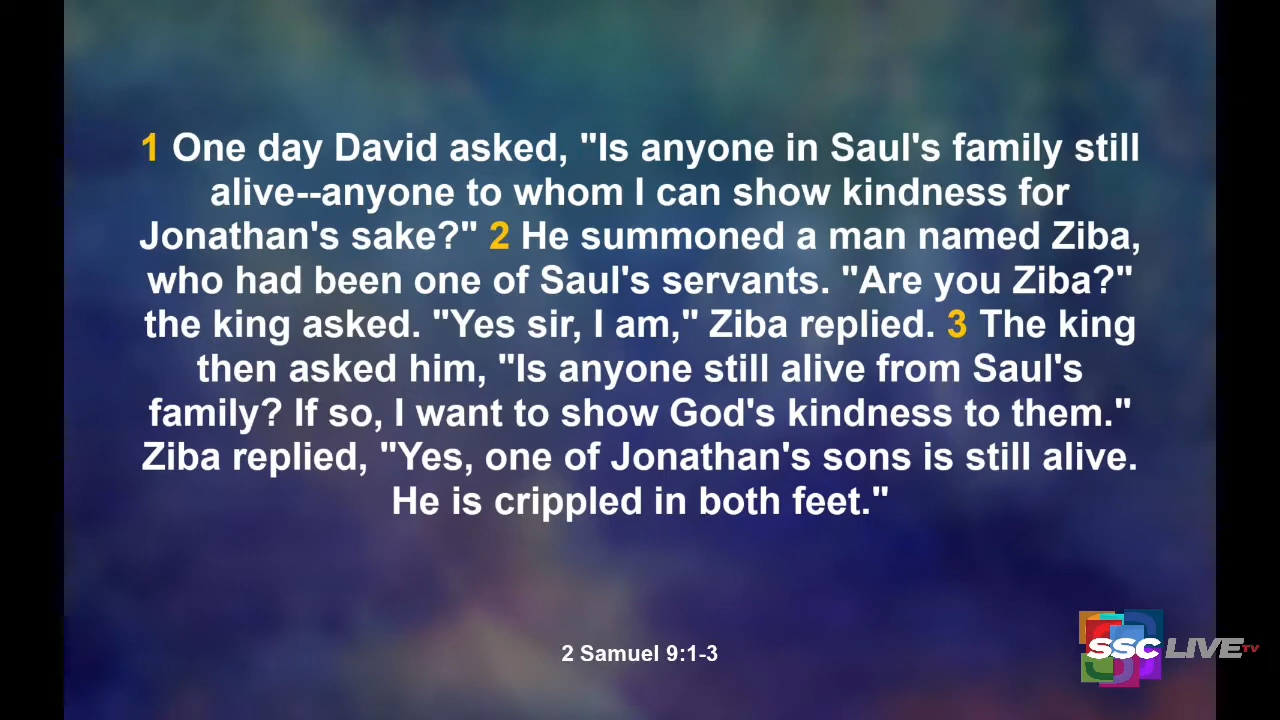 1 One day David asked, "Is anyone in Saul's family still
alive--anyone to whom I can show kindness for
Jonathan's sake?" 2 He summoned a man named Ziba,
who had been one of Saul's servants. "Are you Ziba?"
the king asked. "Yes sir, I am," Ziba replied. 3 The king
then asked him, "Is anyone still alive from Saul's
family? If so, I want to show God's kindness to them."
Ziba replied, "Yes, one of Jonathan's sons is still alive.
He is crippled in both feet."
2 Samuel 9:1-3
SSC LIVE TV